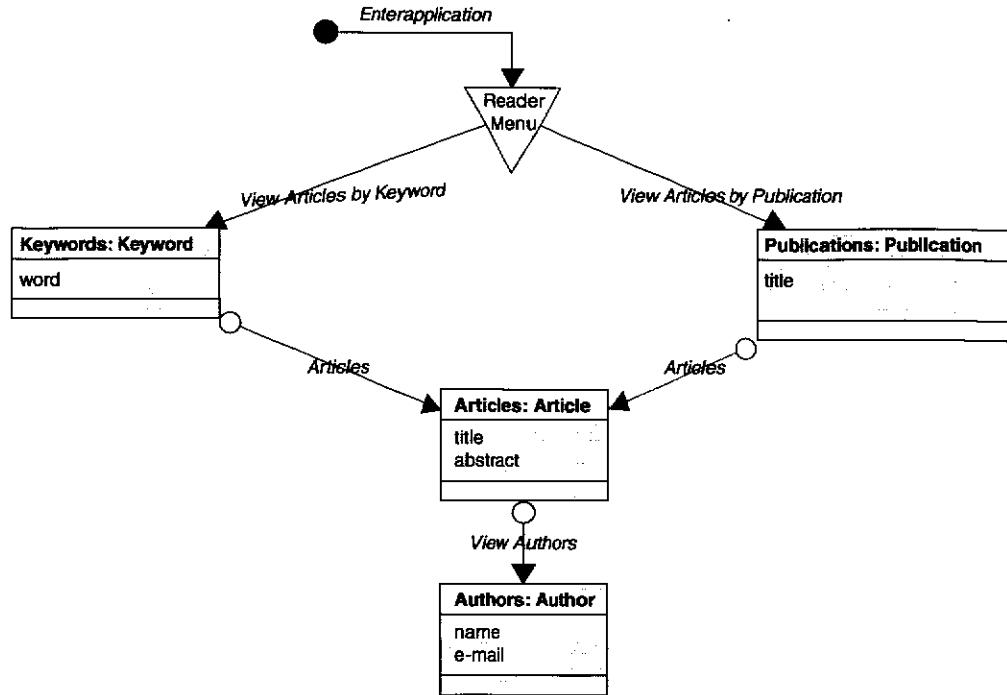 Enterapplication
Reader
Menu
View Articles by Keyword
View Articles by Publication
Keywords: Keyword
word
Publications: Publication
title
Articles
Articles
Articles: Article
title
abstract
View Authors
Authors: Author
name
e-mail